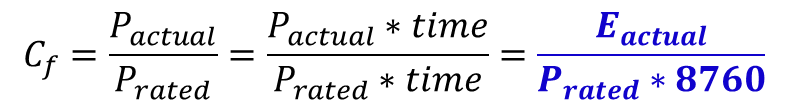 C_f = P_actual / P_rated = P_actual * time / P_rated * time = E_actual / P_rated * 8760